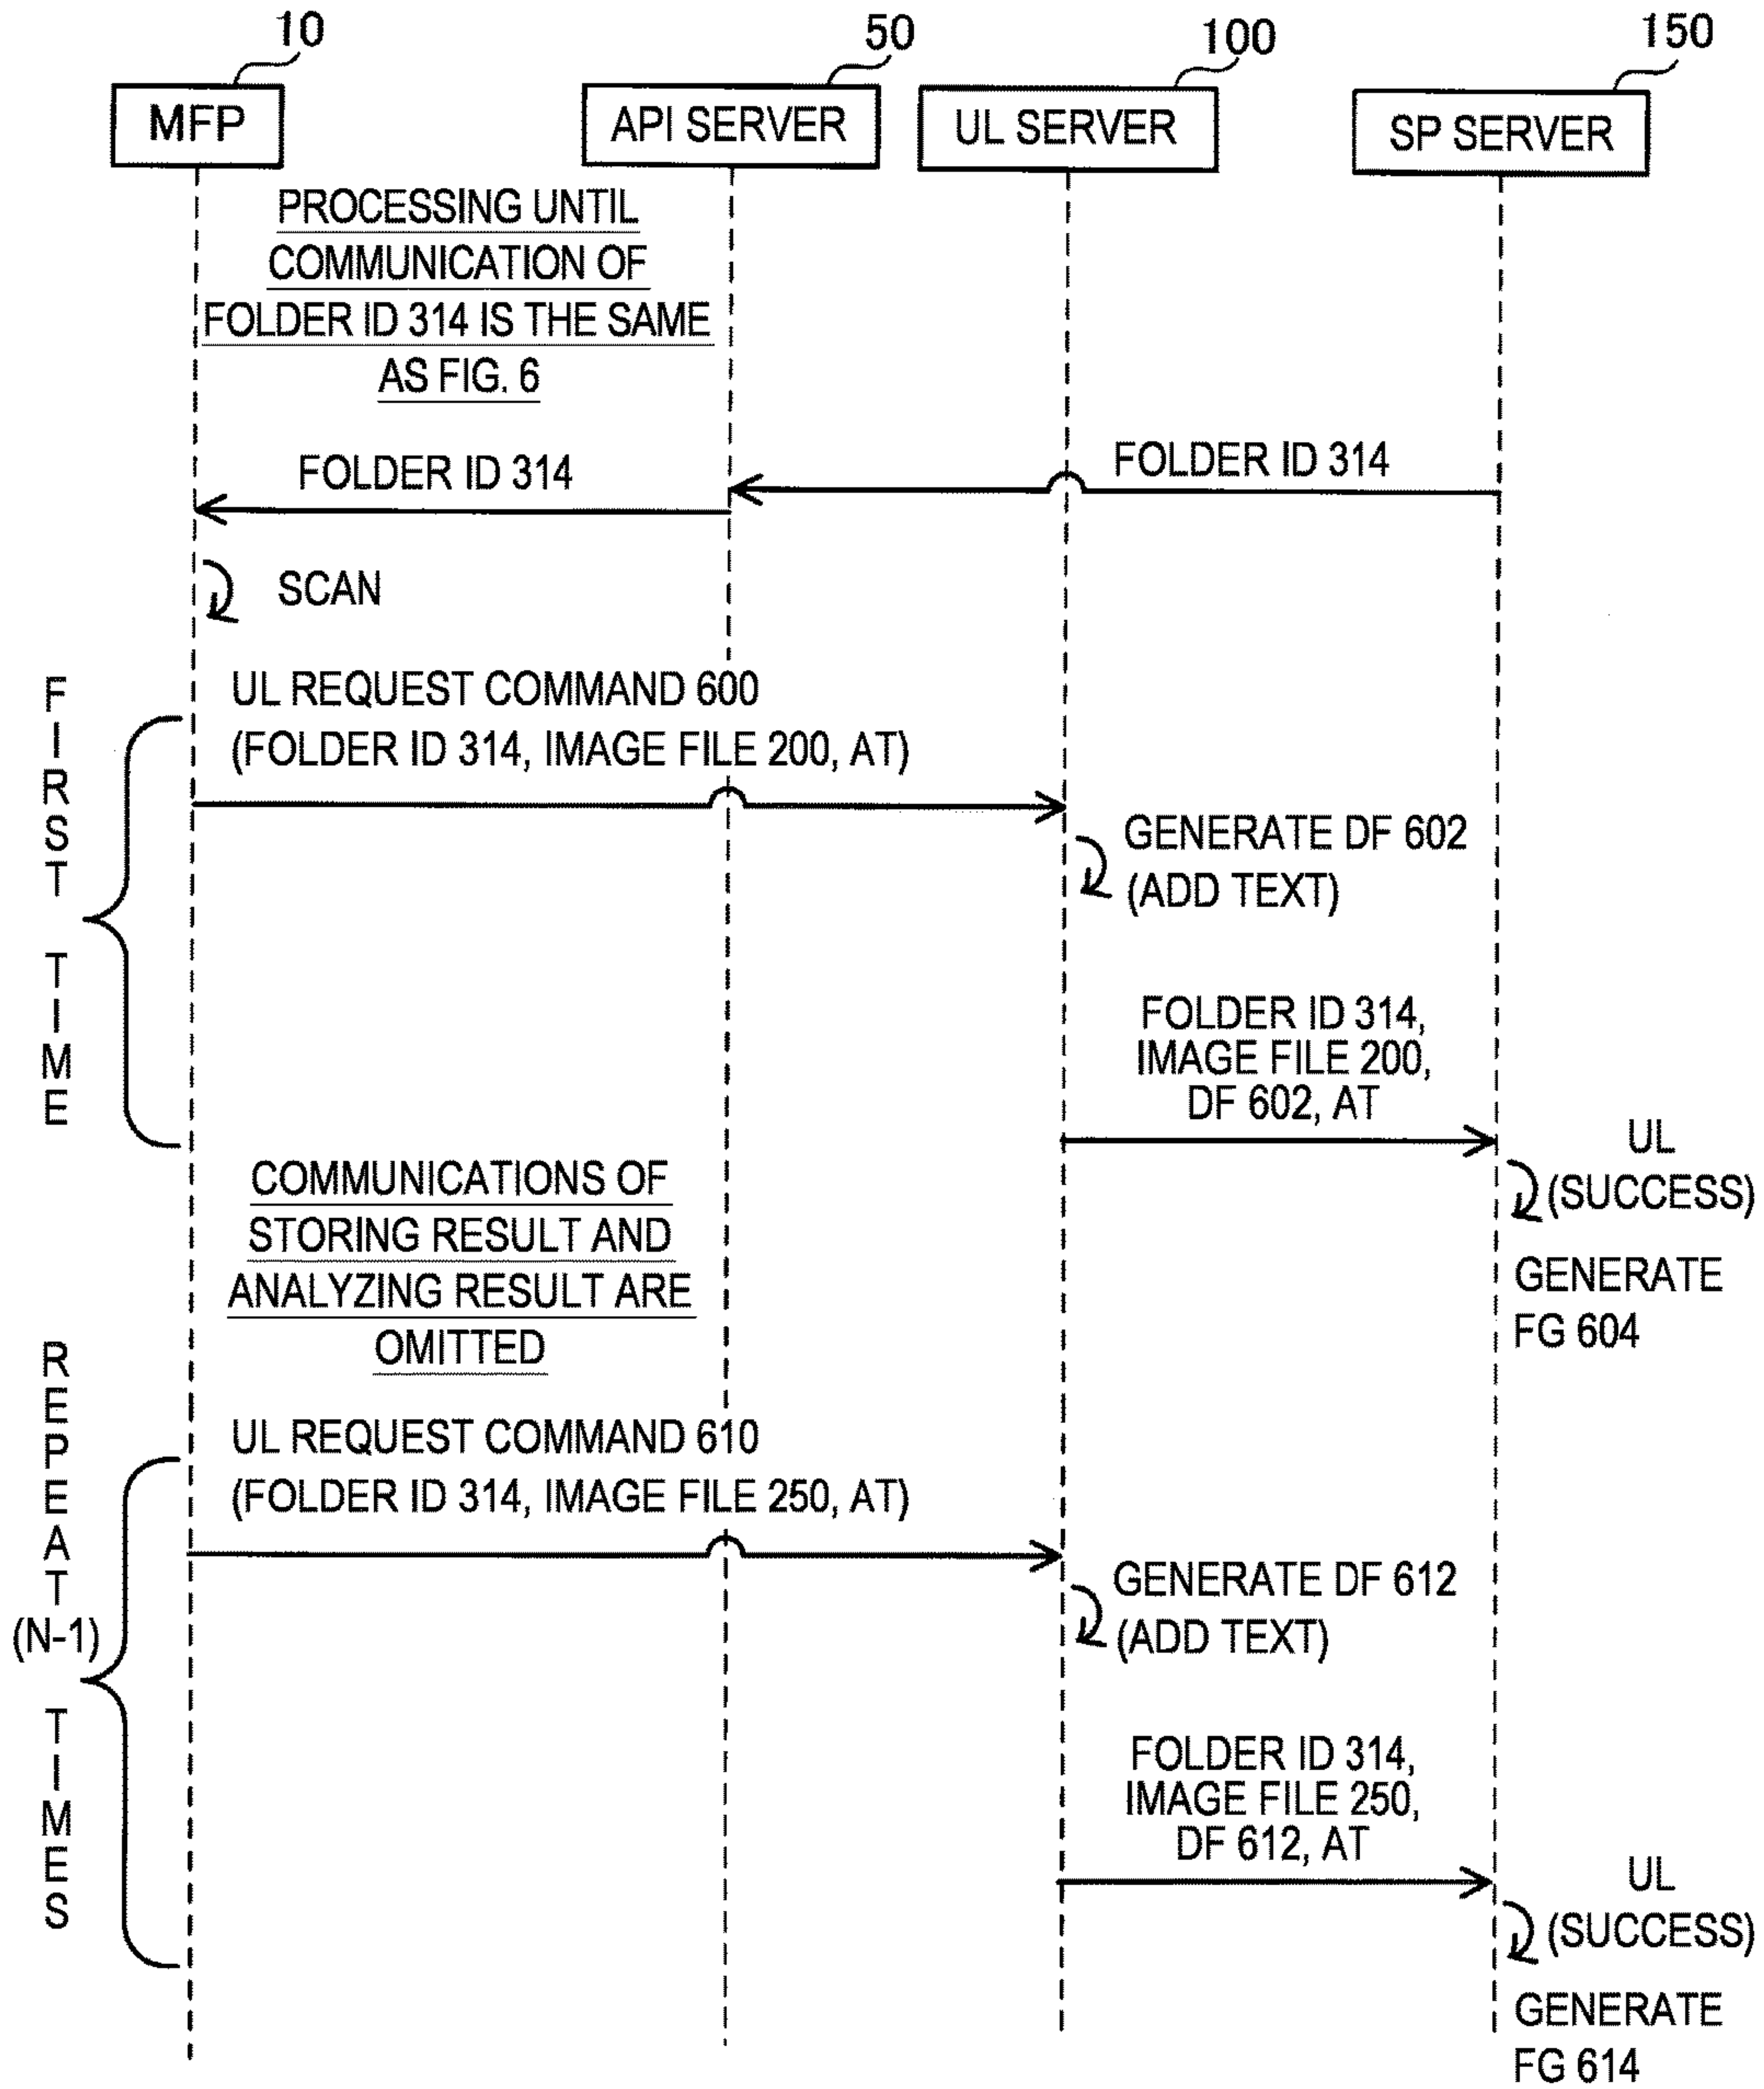 10
50
100
150
MFP
API SERVER
UL SERVER
SP SERVER
PROCESSING UNTIL
COMMUNICATION OF
FOLDER ID 314 IS THE SAME
AS FIG. 6
FOLDER ID 314
FOLDER ID 314
SCAN
FIRST TIME
UL REQUEST COMMAND 600
(FOLDER ID 314, IMAGE FILE 200, AT)
GENERATE DF 602
(ADD TEXT)
FOLDER ID 314,
IMAGE FILE 200,
DF 602, AT
UL
(SUCCESS)
GENERATE
FG 604
COMMUNICATIONS OF
STORING RESULT AND
ANALYZING RESULT ARE
OMITTED
REPEAT
(N-1)
TIMES
UL REQUEST COMMAND 610
(FOLDER ID 314, IMAGE FILE 250, AT)
GENERATE DF 612
(ADD TEXT)
FOLDER ID 314,
IMAGE FILE 250,
DF 612, AT
UL
(SUCCESS)
GENERATE
FG 614